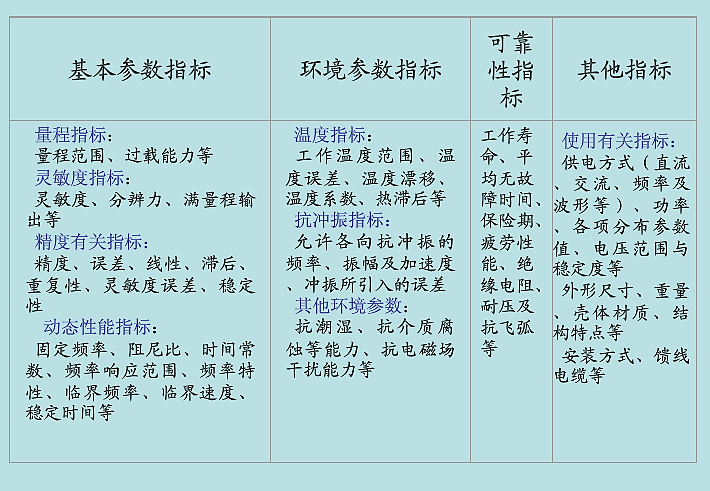 基本参数指标
环境参数指标
可靠
性指
标
其他指标
量程指标：
量程范围、过载能力等
灵敏度指标：
灵敏度、分辨力、满量程输
出等
精度有关指标：
精度、误差、线性、滞后、
重复性、灵敏度误差、稳定
性
动态性能指标：
固定频率、阻尼比、时间常
数、频率响应范围、频率特
性、临界频率、临界速度、
稳定时间等
温度指标：
工作温度范围、温
度误差、温度漂移、
温度系数、热滞后等
抗冲振指标：
允许各向抗冲振的
频率、振幅及加速度
、冲振所引入的误差
其他环境参数：
抗潮湿、抗介质腐
蚀等能力、抗电磁场
干扰能力等
工作寿
命、平
均无故
障时间、
保险期、
疲劳性
能、绝
缘电阻、
耐压及
抗飞弧
等
使用有关指标：
供电方式（直流
、交流、频率及
波形等）、功率
、各项分布参数
值、电压范围与
稳定度等
外形尺寸、重量
、壳体材质、结
构特点等
安装方式、馈线
电缆等